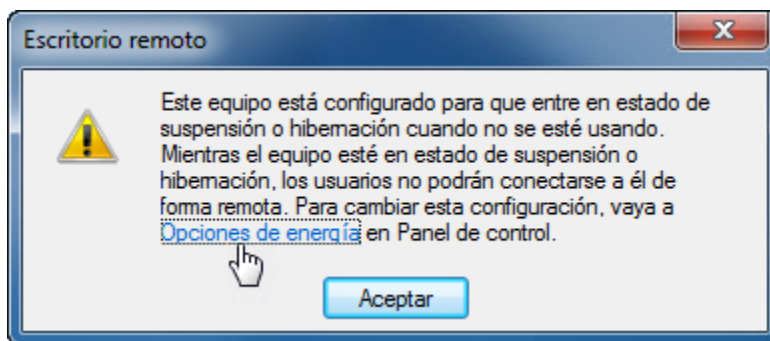 Escritorio remoto
Este equipo está configurado para que entre en estado de
suspensión o hibernación cuando no se esté usando.
Mientras el equipo esté en estado de suspensión o
hibernación, los usuarios no podrán conectarse a él de
forma remota. Para cambiar esta configuración, vaya a
Opciones de energía en Panel de control.
Aceptar